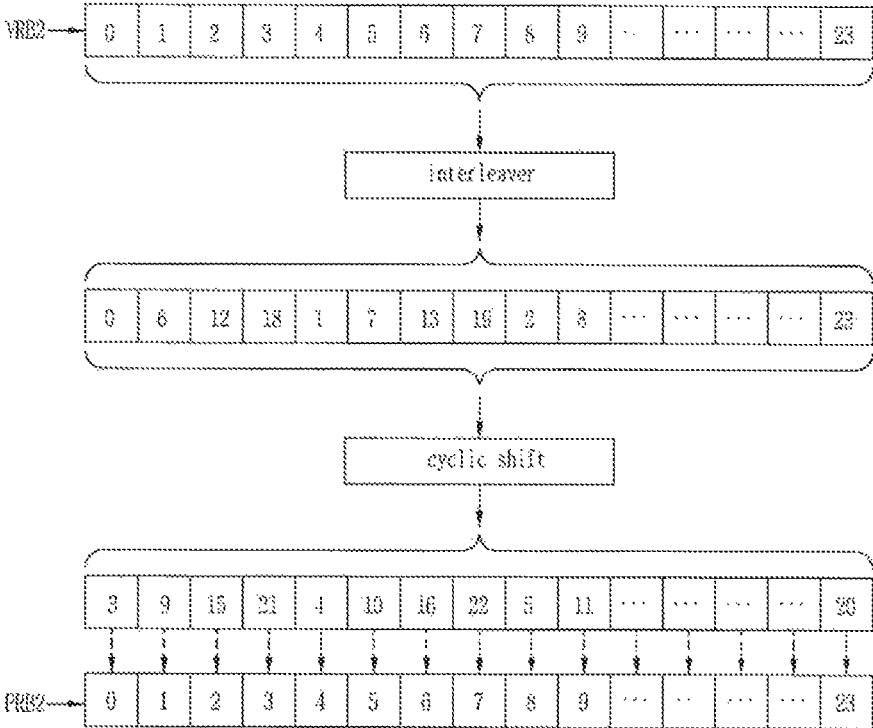 VRB2 0 1 2 3 4 5 6 7 8 9 ·· ··· ··· ··· 23
interleaver
0 6 12 18 1 7 13 19 2 8 ··· ··· ··· ··· 23
cyclic shift
3 9 15 21 4 10 16 22 5 11 ··· ··· ··· ··· 20
PRB2 0 1 2 3 4 5 6 7 8 9 ··· ·· ··· ··· 23